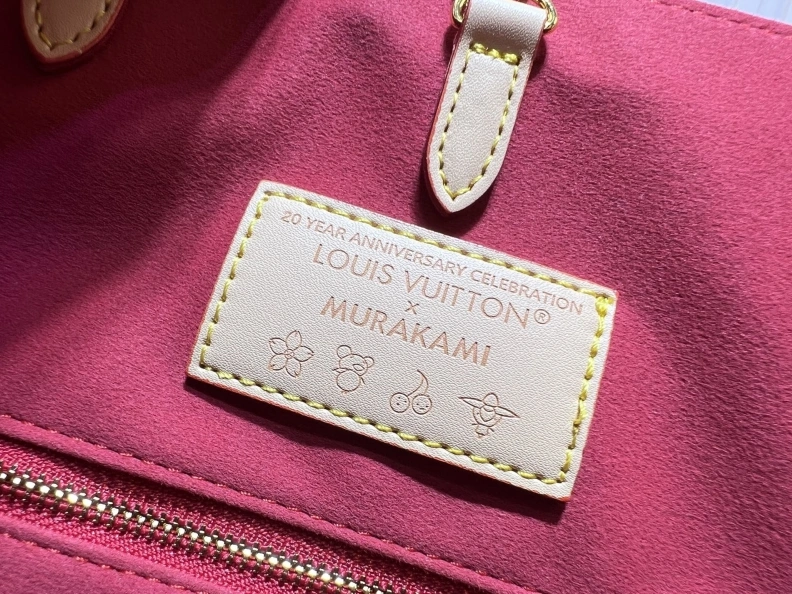 20 YEAR ANNIVERSARY CELEBRATION
LOUIS VUITTON®
×
MURAKAMI